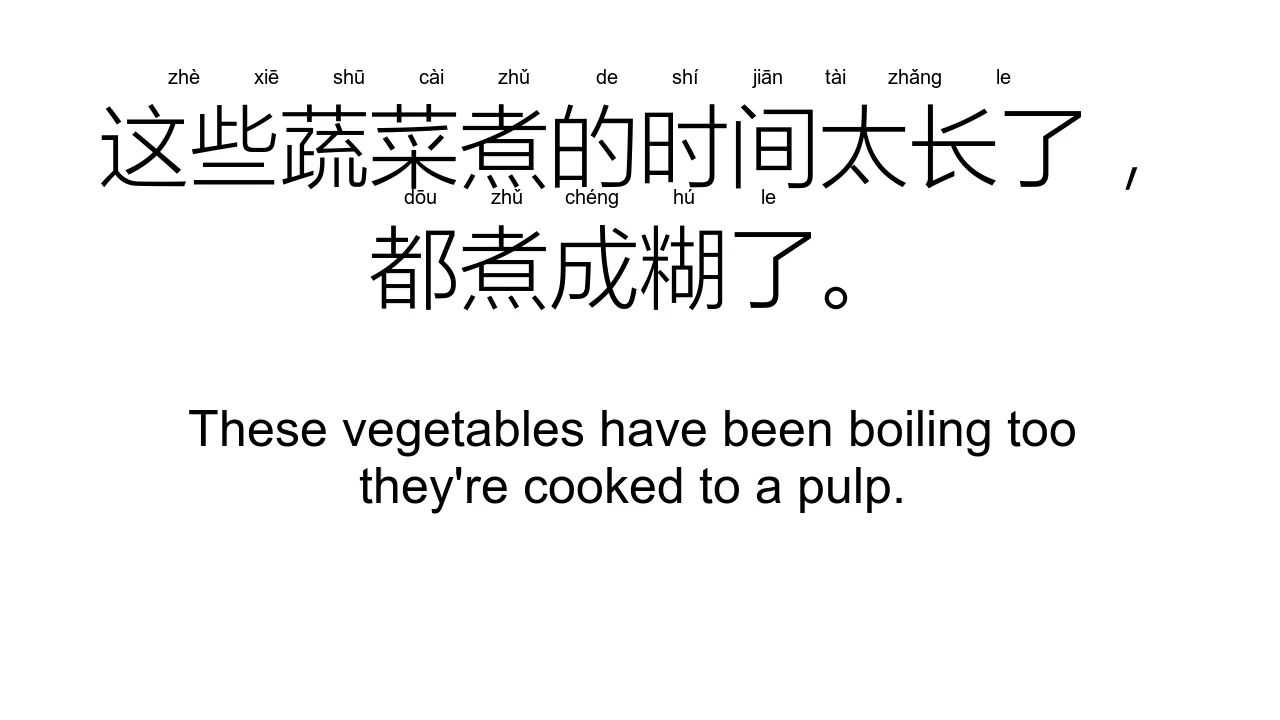 zhè xiē shū cài zhǔ de shí jiān tài zhǎng le
这些蔬菜煮的时间太长了，
dōu zhǔ chéng hú le
都煮成糊了。
These vegetables have been boiling too
they're cooked to a pulp.